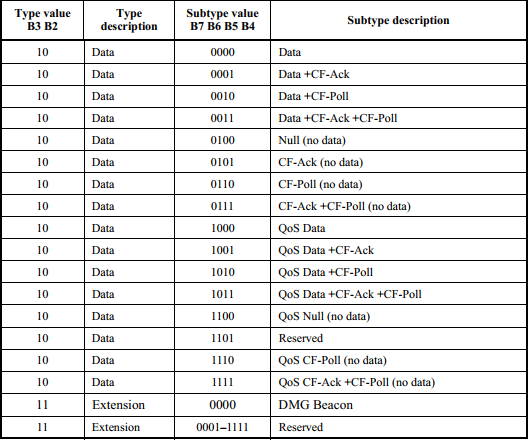 Type value Type Subtype value Subtype description
B3 B2 description B7 B6 B5 B4
10 Data 0000 Data
10 Data 0001 Data +CF-Ack
10 Data 0010 Data +CF-Poll
10 Data 0011 Data +CF-Ack +CF-Poll
10 Data 0100 Null (no data)
10 Data 0101 CF-Ack (no data)
10 Data 0110 CF-Poll (no data)
10 Data 0111 CF-Ack +CF-Poll (no data)
10 Data 1000 QoS Data
10 Data 1001 QoS Data +CF-Ack
10 Data 1010 QoS Data +CF-Poll
10 Data 1011 QoS Data +CF-Ack +CF-Poll
10 Data 1100 QoS Null (no data)
10 Data 1101 Reserved
10 Data 1110 QoS CF-Poll (no data)
10 Data 1111 QoS CF-Ack +CF-Poll (no data)
11 Extension 0000 DMG Beacon
11 Extension 0001–1111 Reserved